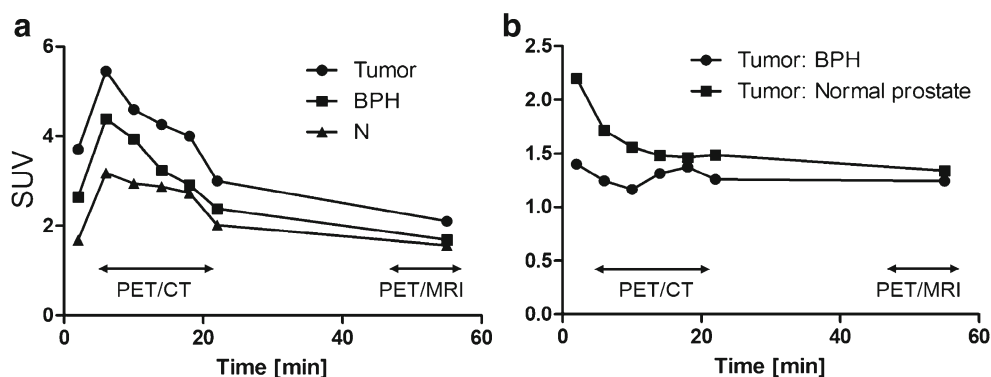 a
6
4
2
0
SUV
Tumor
BPH
N
PET/CT
PET/MRI
0
20
40
60
Time [min]
b
2.5
2.0
1.5
1.0
0.5
0.0
Tumor: BPH
Tumor: Normal prostate
PET/CT
PET/MRI
0
20
40
60
Time [min]